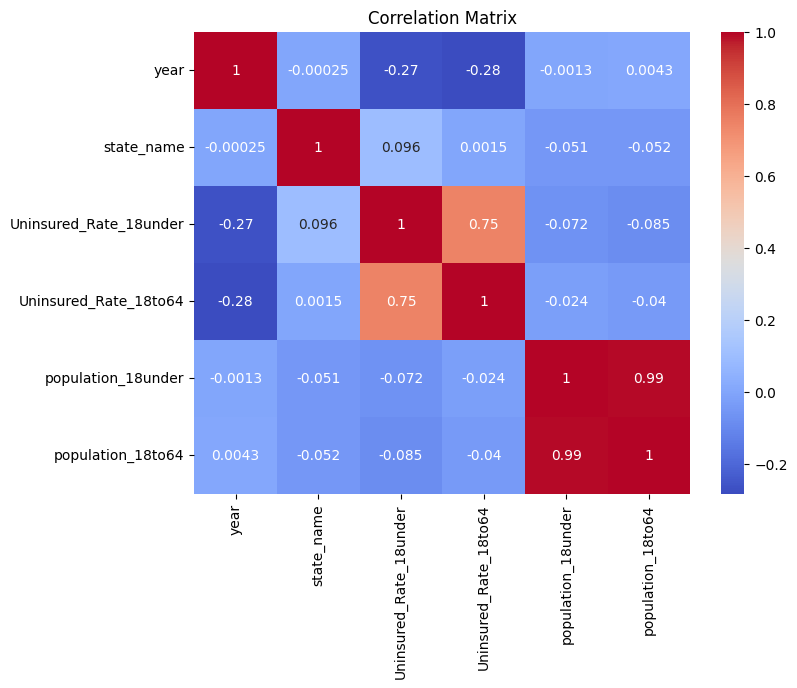 Correlation Matrix
year 1 -0.00025 -0.27 -0.28 -0.0013 0.0043
state_name -0.00025 1 0.096 0.0015 -0.051 -0.052
Uninsured_Rate_18under -0.27 0.096 1 0.75 -0.072 -0.085
Uninsured_Rate_18to64 -0.28 0.0015 0.75 1 -0.024 -0.04
population_18under -0.0013 -0.051 -0.072 -0.024 1 0.99
population_18to64 0.0043 -0.052 -0.085 -0.04 0.99 1
year
state_name
Uninsured_Rate_18under
Uninsured_Rate_18to64
population_18under
population_18to64
1.0
0.8
0.6
0.4
0.2
0.0
−0.2